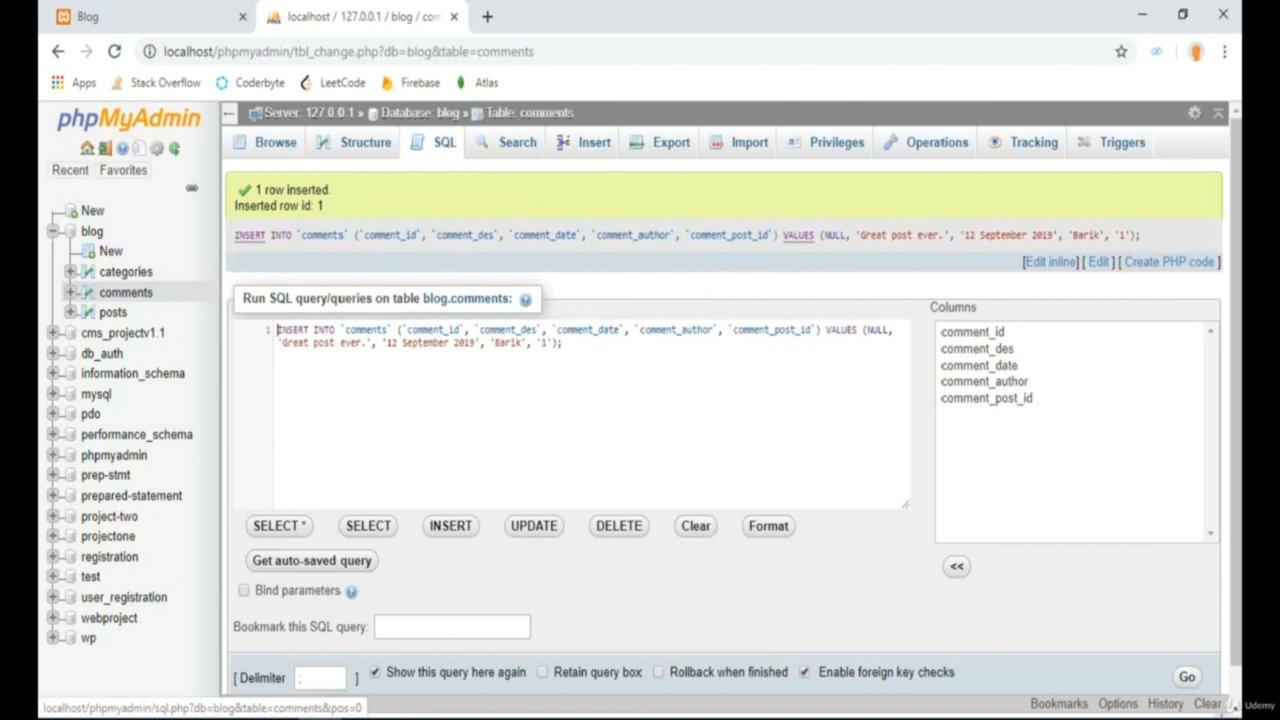 Blog
localhost / 127.0.0.1 / blog / com
localhost/phpmyadmin/tbl_change.php?db=blog&table=comments
Apps Stack Overflow Coderbyte LeetCode Firebase Atlas
phpMyAdmin
Recent Favorites
New
blog
New
categories
comments
posts
cms_projectv1.1
db_auth
information_schema
mysql
pdo
performance_schema
phpmyadmin
prep-stmt
prepared-statement
project-two
projectone
registration
test
user_registration
webproject
wp
Server: 127.0.0.1 » Database: blog » Table: comments
Browse Structure SQL Search Insert Export Import Privileges Operations Tracking Triggers
1 row inserted.
Inserted row id: 1
INSERT INTO `comments` (`comment_id`, `comment_des`, `comment_date`, `comment_author`, `comment_post_id`) VALUES (NULL, 'Great post ever.', '12 September 2019', 'Barik', '1');
[Edit inline] [ Edit ] [ Create PHP code ]
Run SQL query/queries on table blog.comments:
1 INSERT INTO `comments` (`comment_id`, `comment_des`, `comment_date`, `comment_author`, `comment_post_id`) VALUES (NULL,
'Great post ever.', '12 September 2019', 'Barik', '1');
Columns
comment_id
comment_des
comment_date
comment_author
comment_post_id
SELECT * SELECT INSERT UPDATE DELETE Clear Format
<<
Get auto-saved query
Bind parameters
Bookmark this SQL query:
[ Delimiter ; ] Show this query here again Retain query box Rollback when finished Enable foreign key checks Go
localhost/phpmyadmin/sql.php?db=blog&table=comments&pos=0
Bookmarks Options History Clear
Udemy